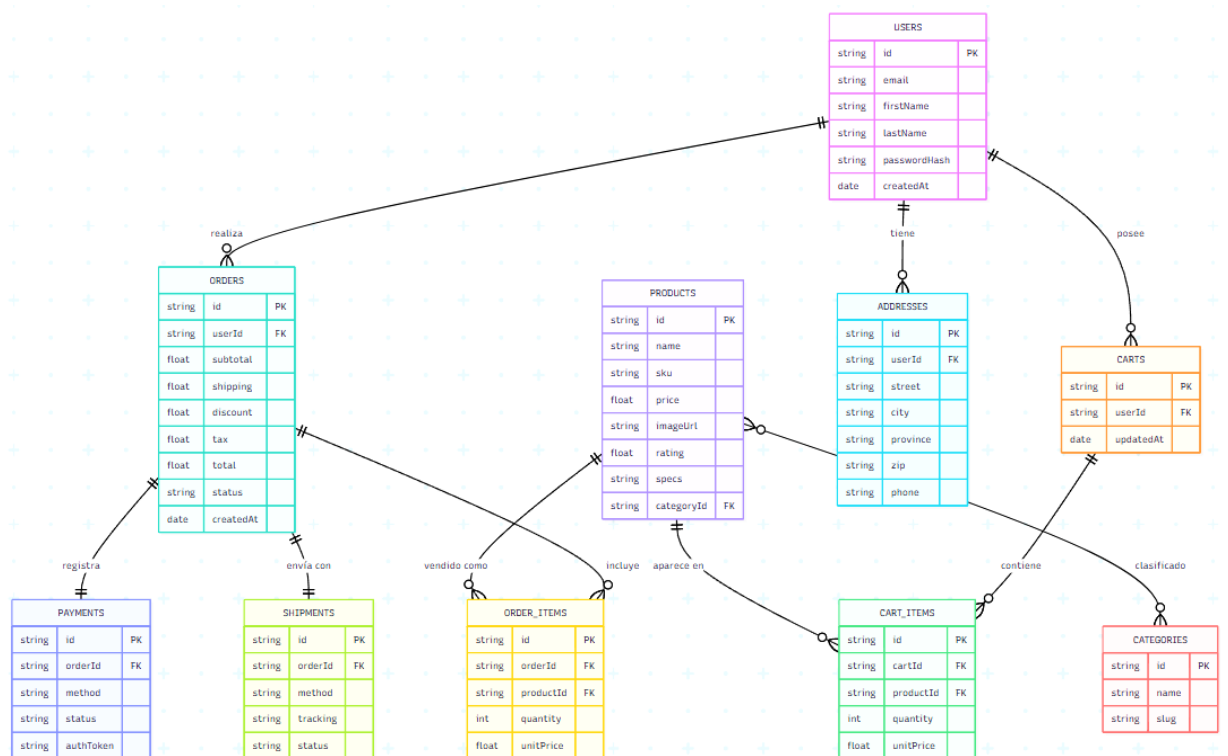 USERS
string id PK
string email
string firstName
string lastName
string passwordHash
date createdAt
realiza
tiene
posee
ORDERS
string id PK
string userId FK
float subtotal
float shipping
float discount
float tax
float total
string status
date createdAt
PRODUCTS
string id PK
string name
string sku
float price
string imageUrl
float rating
string specs
string categoryId FK
ADDRESSES
string id PK
string userId FK
string street
string city
string province
string zip
string phone
CARTS
string id PK
string userId FK
date updatedAt
registra
envía con
vendido como
incluye
aparece en
contiene
clasificado
PAYMENTS
string id PK
string orderId FK
string method
string status
string authToken
SHIPMENTS
string id PK
string orderId FK
string method
string tracking
string status
ORDER_ITEMS
string id PK
string orderId FK
string productId FK
int quantity
float unitPrice
CART_ITEMS
string id PK
string cartId FK
string productId FK
int quantity
float unitPrice
CATEGORIES
string id PK
string name
string slug